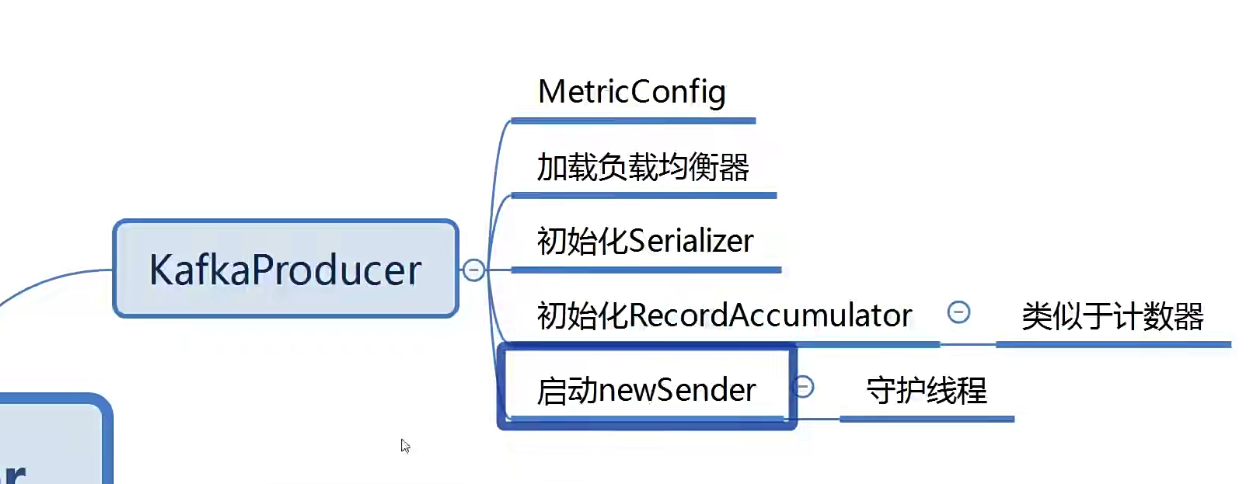 MetricConfig
加载负载均衡器
初始化Serializer
KafkaProducer
初始化RecordAccumulator
类似于计数器
启动newSender
守护线程